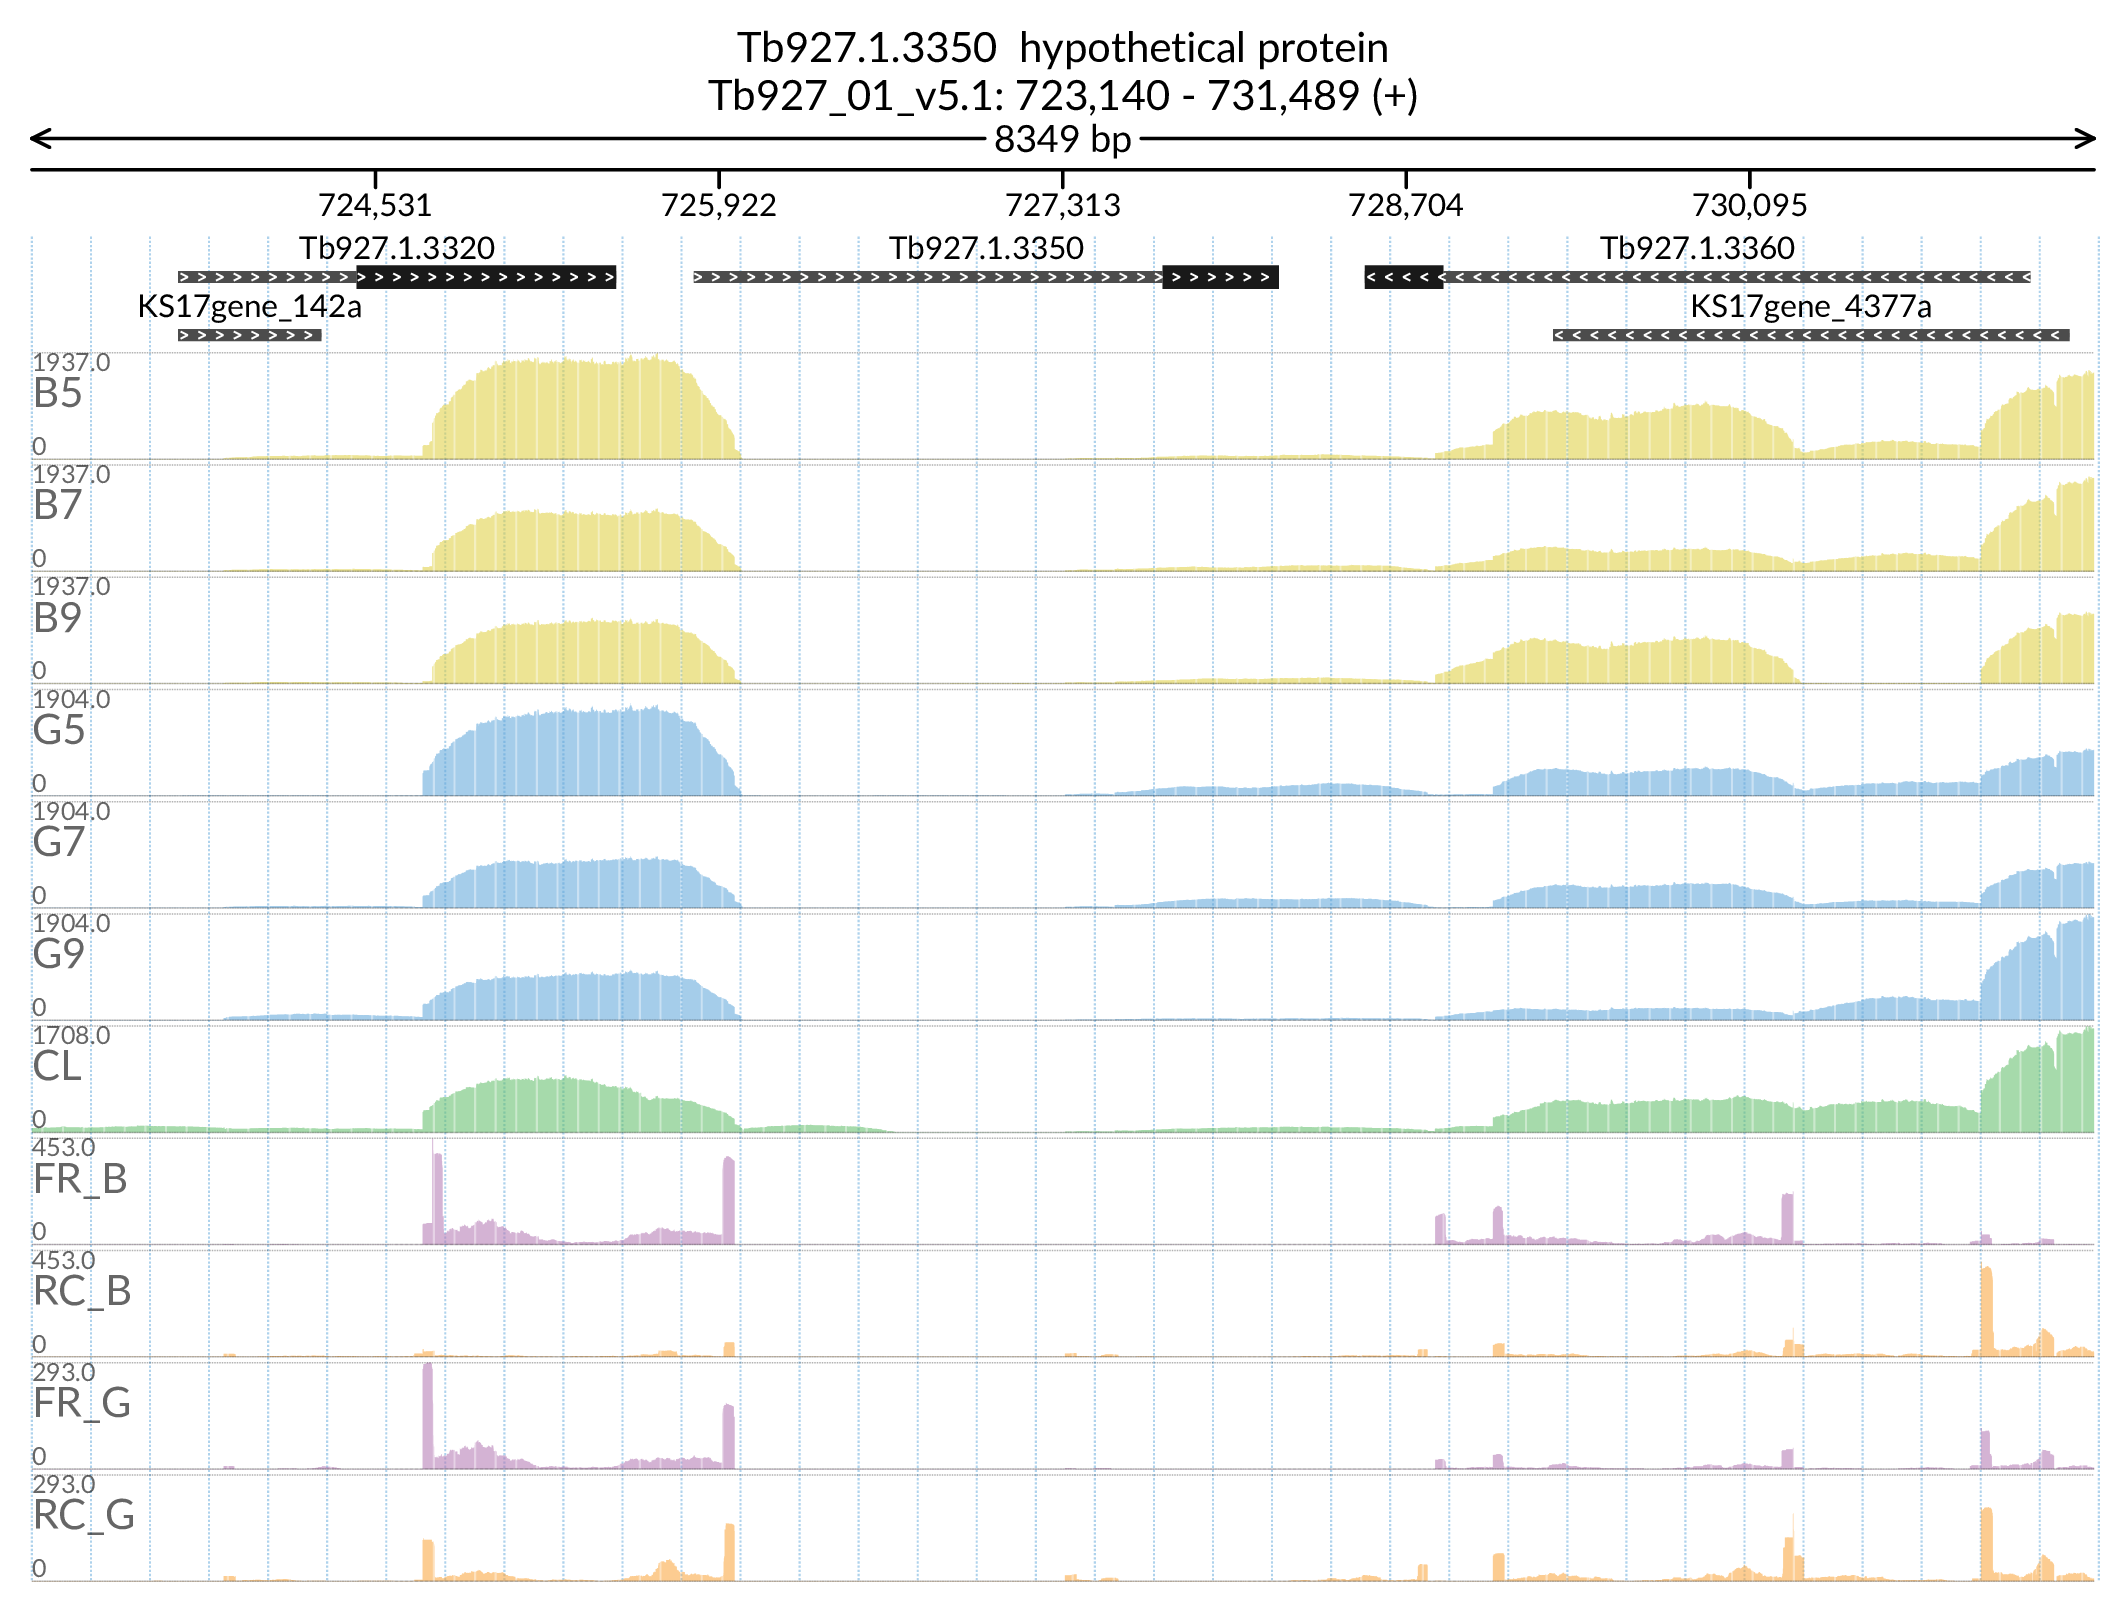 Tb927.1.3350 hypothetical protein
Tb927_01_v5.1: 723,140 - 731,489 (+)
8349 bp
724,531 725,922 727,313 728,704 730,095
Tb927.1.3320 Tb927.1.3350 Tb927.1.3360
KS17gene_142a KS17gene_4377a
1937.0
B5
0
1937.0
B7
0
1937.0
B9
0
1904.0
G5
0
1904.0
G7
0
1904.0
G9
0
1708.0
CL
0
453.0
FR_B
0
453.0
RC_B
0
293.0
FR_G
0
293.0
RC_G
0